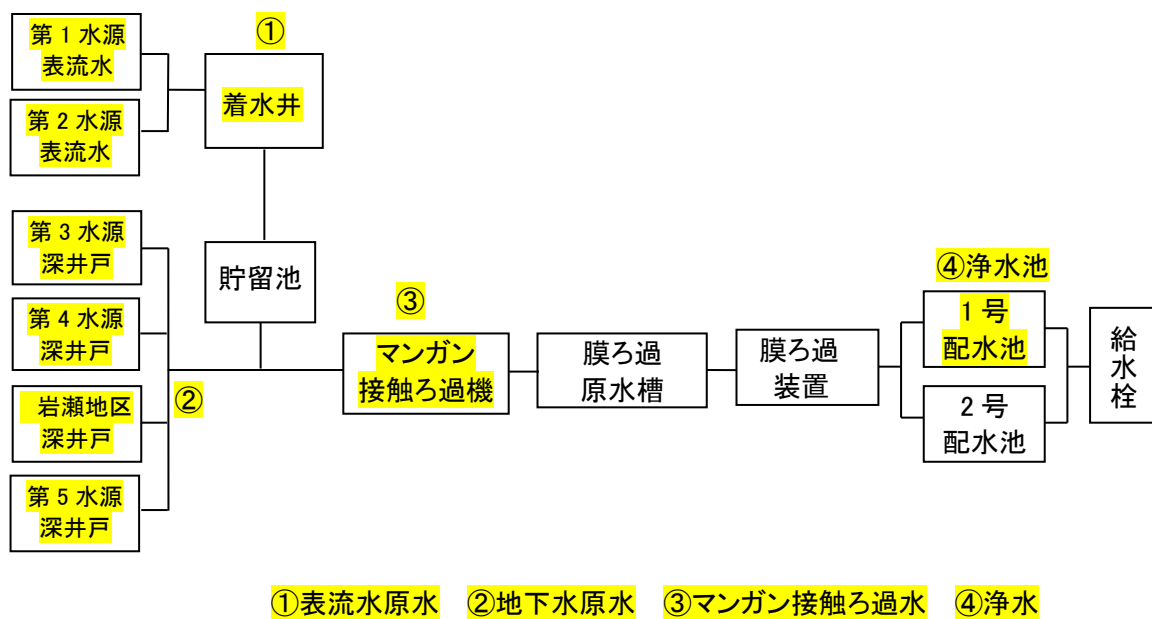 第1水源
表流水
①
着水井
第2水源
表流水
第3水源
深井戸
貯留池
第4水源
深井戸
岩瀬地区
深井戸
②
第5水源
深井戸
③
マンガン
接触ろ過機
膜ろ過
原水槽
膜ろ過
装置
④浄水池
1号
配水池
2号
配水池
給水栓
①表流水原水 ②地下水原水 ③マンガン接触ろ過水 ④浄水